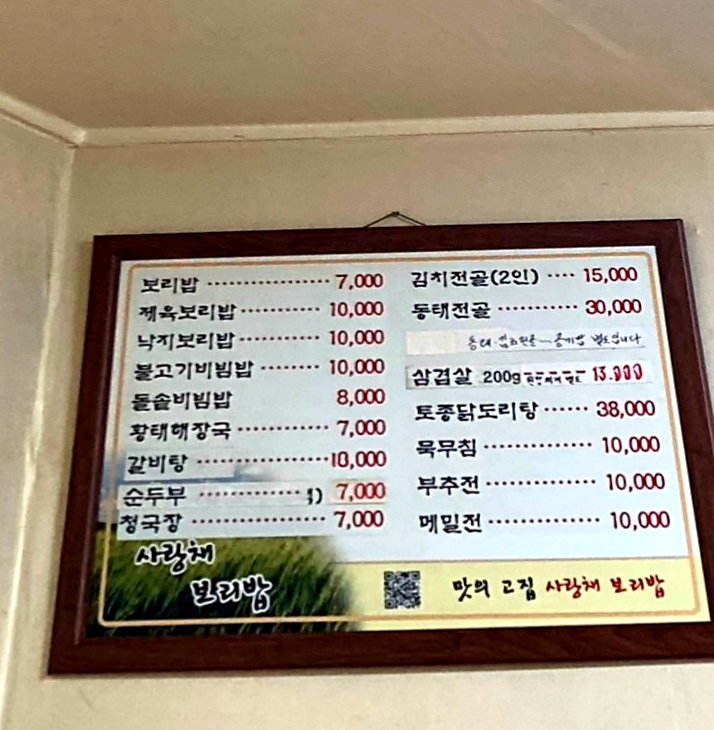 보리밥 ·················· 7,000
제육보리밥 ············ 10,000
낙지보리밥 ············ 10,000
불고기비빔밥 ········· 10,000
돌솥비빔밥 8,000
황태해장국 ············ 7,000
갈비탕 ·················· 10,000
순두부 ·············· 7,000
청국장 ·················· 7,000
사랑채
보리밥
김치전골(2인) ···· 15,000
동태전골 ·········· 30,000
삼겹살 200g 13.000
토종닭도리탕 ······ 38,000
묵무침 ··············· 10,000
부추전 ··············· 10,000
메밀전 ··············· 10,000
맛의 고집 사랑채 보리밥